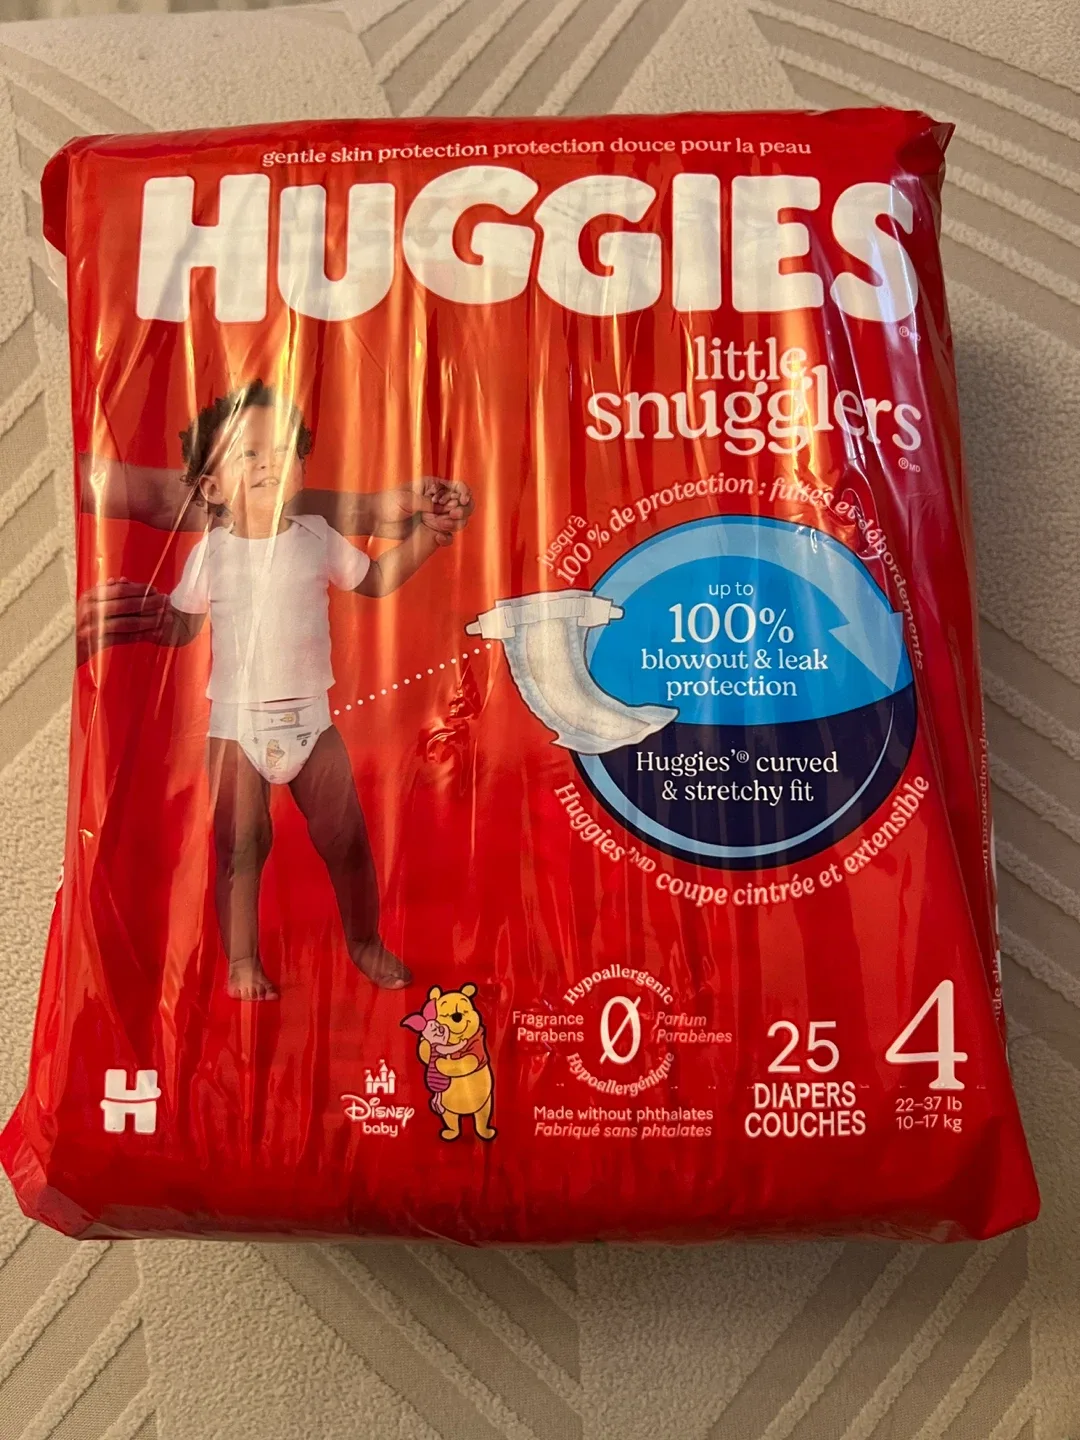 gentle skin protection protection douce pour la peau
HUGGIES
®MD
little
snugglers
®MD
jusqu'à
100 % de protection : fuites et débordements
up to
100%
blowout & leak
protection
Huggies'® curved
& stretchy fit
Huggies'MD coupe cintrée et extensible
H
Disney
baby
Hypoallergenic
Fragrance
Parabens
0
Parfum
Parabènes
Hypoallergénique
Made without phthalates
Fabriqué sans phtalates
25
DIAPERS
COUCHES
4
22–37 lb
10–17 kg